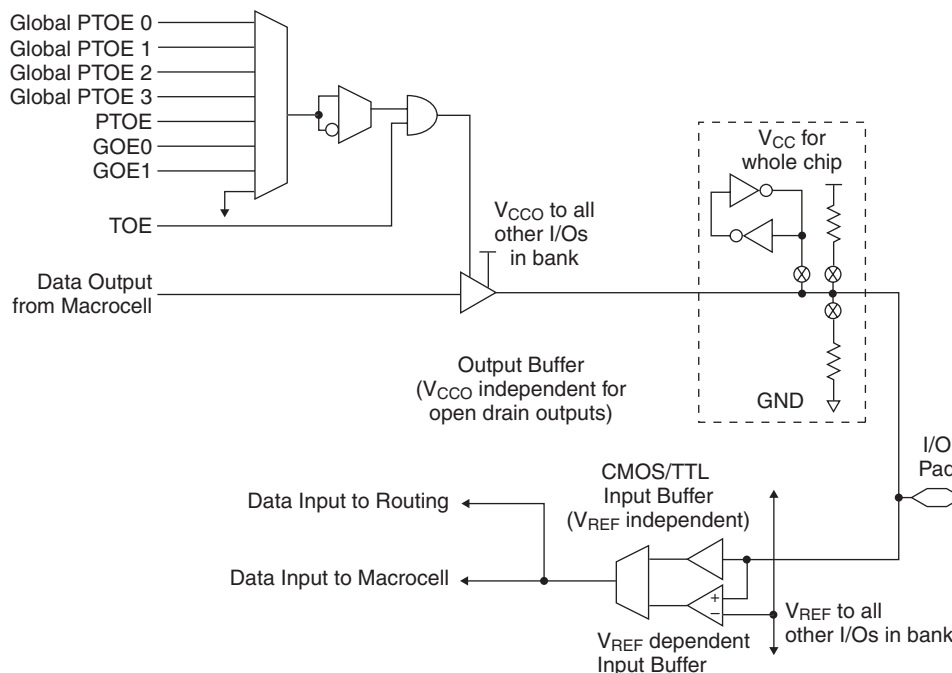 Global PTOE 0
Global PTOE 1
Global PTOE 2
Global PTOE 3
PTOE
GOE0
GOE1
TOE
Data Output
from Macrocell
VCCO to all
other I/Os
in bank
VCC for
whole chip
Output Buffer
(VCCO independent for
open drain outputs)
GND
I/O
Pad
CMOS/TTL
Input Buffer
(VREF independent)
Data Input to Routing
Data Input to Macrocell
+
−
VREF to all
other I/Os in bank
VREF dependent
Input Buffer